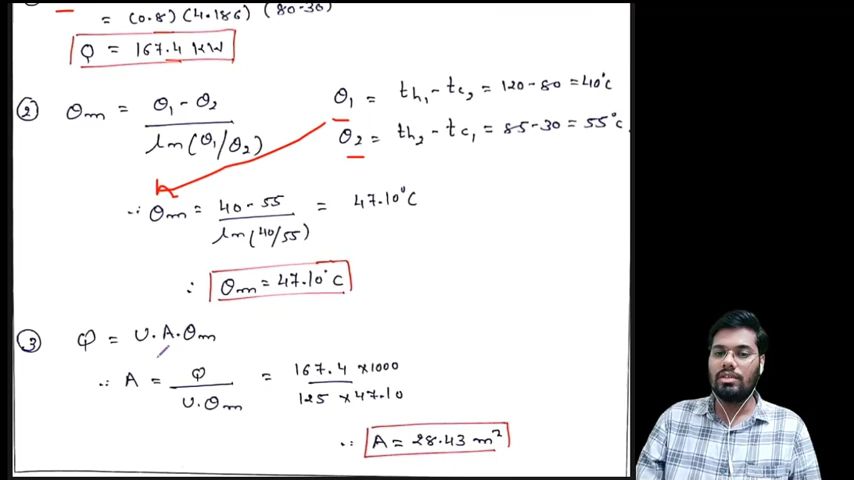 = (0.8) (4.186) (80-30)
Q = 167.4 kW
② θm = θ1 - θ2 / ln(θ1/θ2)
θ1 = th1 - tc2 = 120-80 = 40°c
θ2 = th2 - tc1 = 85-30 = 55°c.
∴ θm = 40-55 / ln(40/55) = 47.10°C
∴ θm = 47.10°C
③ Q = U.A.θm
∴ A = Q / U.θm = 167.4 x1000 / 125 x 47.10
∴ A = 28.43 m²